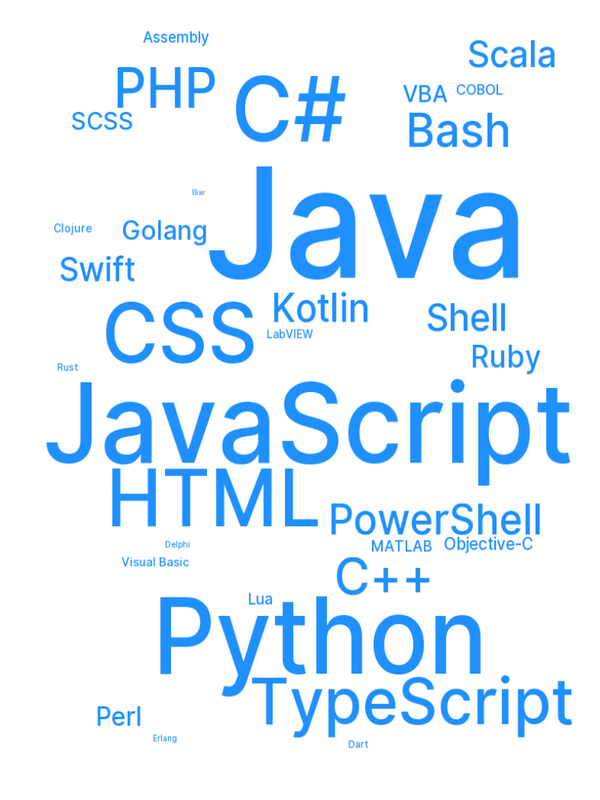 Assembly
Scala
PHP
C#
VBA
COBOL
SCSS
Bash
Java
Elixir
Clojure
Golang
Swift
Kotlin
CSS
Shell
LabVIEW
Ruby
Rust
JavaScript
HTML
PowerShell
Delphi
MATLAB
Objective-C
Visual Basic
C++
Lua
Python
TypeScript
Perl
Erlang
Dart